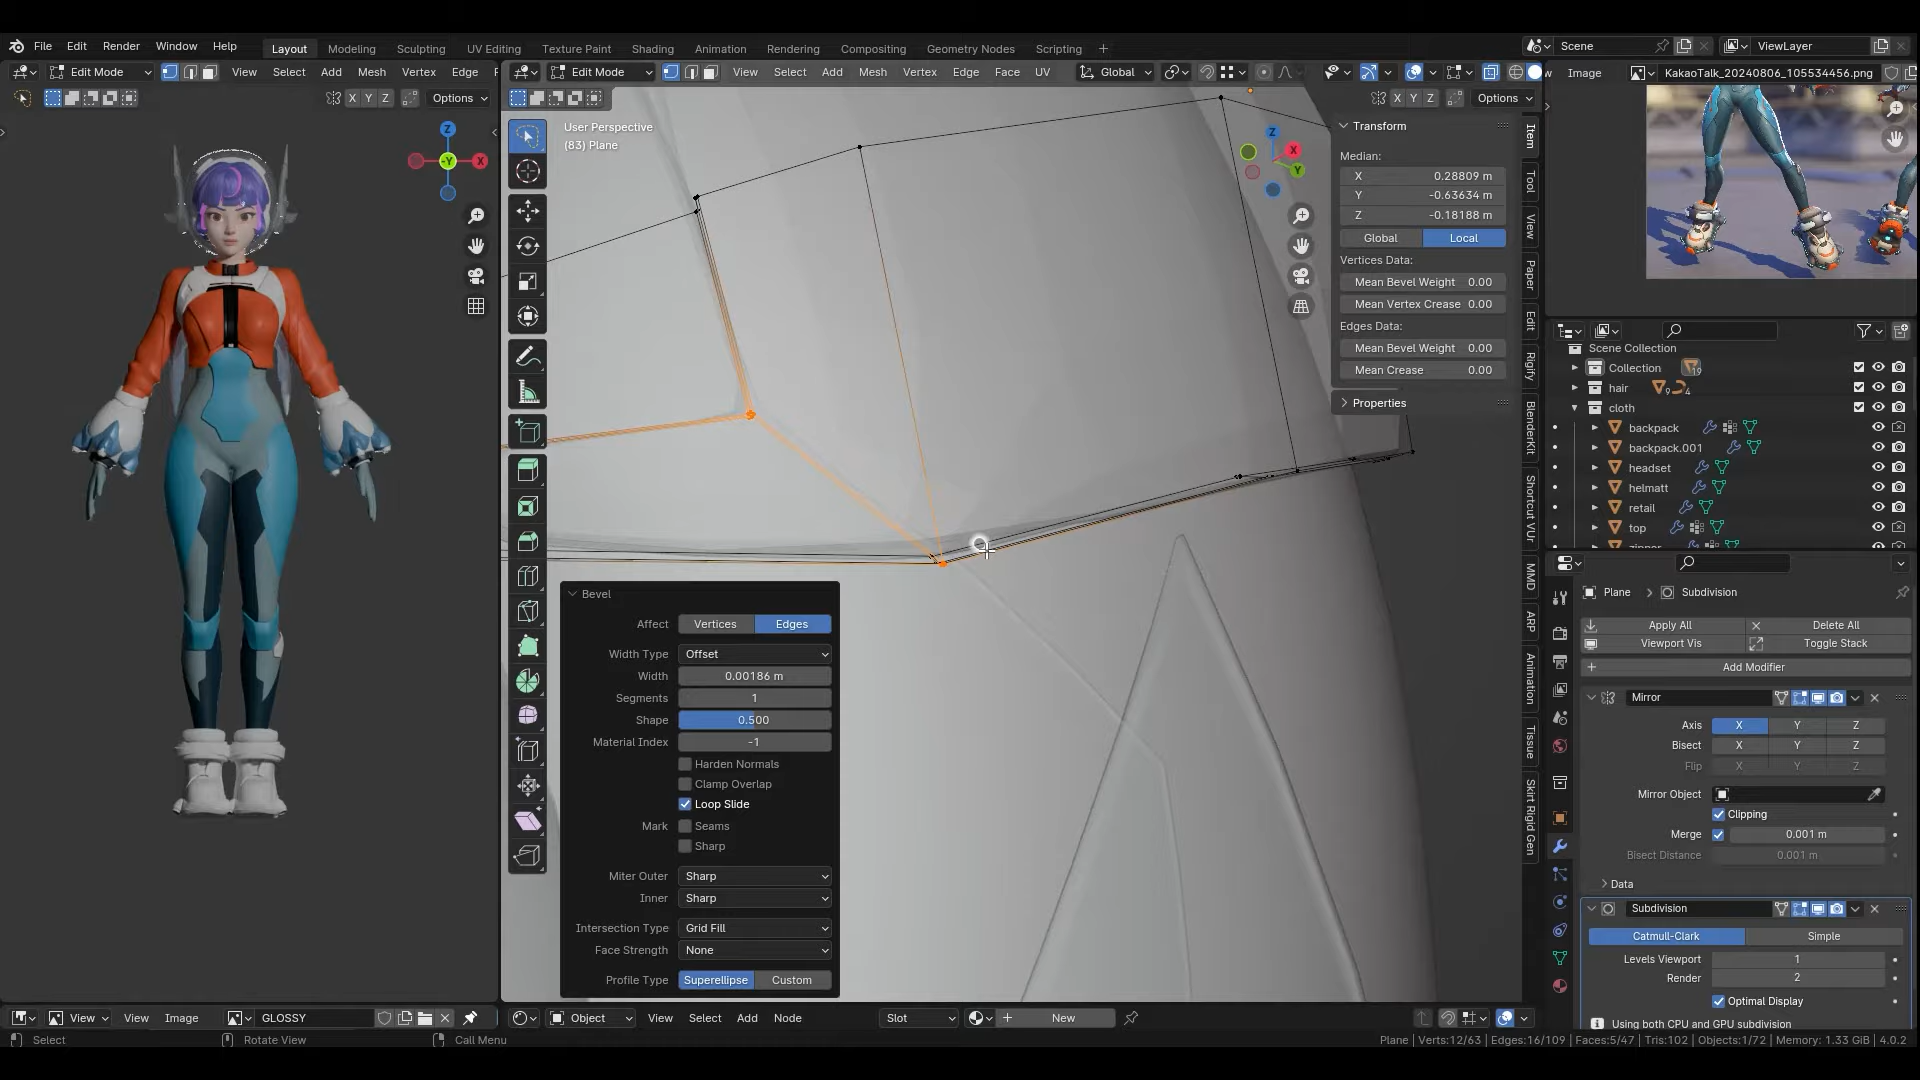 File Edit Render Window Help Layout Modeling Sculpting UV Editing Texture Paint Shading Animation Rendering Compositing Geometry Nodes Scripting + Scene ViewLayer
Edit Mode View Select Add Mesh Vertex Edge
Edit Mode View Select Add Mesh Vertex Edge Face UV Global
Image KakaoTalk_20240806_105534456.png
X Y Z Options
X Y Z Options
User Perspective
(83) Plane
Z
-Y X
Z
X
Y
Transform
Median:
X 0.28809 m
Y -0.63634 m
Z -0.18188 m
Global Local
Vertices Data:
Mean Bevel Weight 0.00
Mean Vertex Crease 0.00
Edges Data:
Mean Bevel Weight 0.00
Mean Crease 0.00
Properties
Item
Tool
View
Paper
Edit
Rigify
BlenderKit
Shortcut VUr
MMD
ARP
Animation
Tissue
Skirt Rigid Gen
Scene Collection
Collection 19
hair 9 4
cloth
backpack
backpack.001
headset
helmatt
retail
top
zipper
Plane > Subdivision
Apply All Delete All
Viewport Vis Toggle Stack
Add Modifier
Mirror
Axis X Y Z
Bisect X Y Z
Flip X Y Z
Mirror Object
Clipping
Merge 0.001 m
Bisect Distance 0.001 m
Data
Subdivision
Catmull-Clark Simple
Levels Viewport 1
Render 2
Optimal Display
Using both CPU and GPU subdivision
Bevel
Affect Vertices Edges
Width Type Offset
Width 0.00186 m
Segments 1
Shape 0.500
Material Index -1
Harden Normals
Clamp Overlap
Loop Slide
Mark Seams
Sharp
Miter Outer Sharp
Inner Sharp
Intersection Type Grid Fill
Face Strength None
Profile Type Superellipse Custom
View View Image GLOSSY
Object View Select Add Node Slot New
Select Rotate View Call Menu
Plane | Verts:12/63 | Edges:16/109 | Faces:5/47 | Tris:102 | Objects:1/72 | Memory: 1.33 GiB | 4.0.2